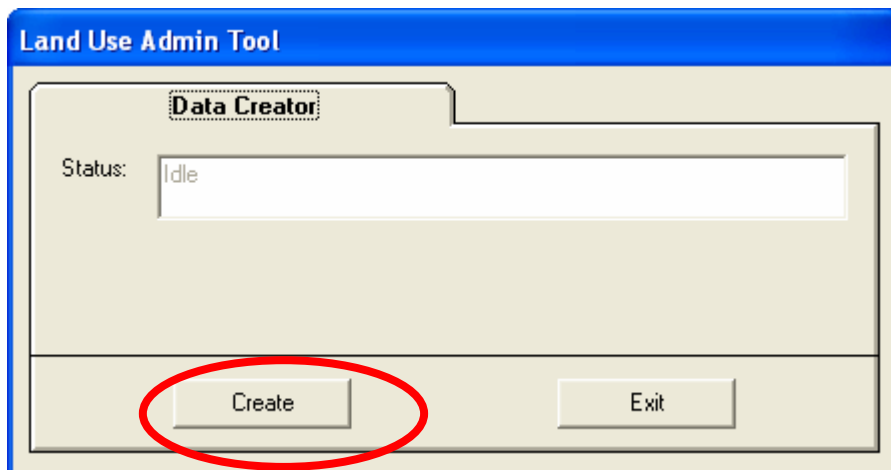 Land Use Admin Tool
Data Creator
Status: Idle
Create Exit